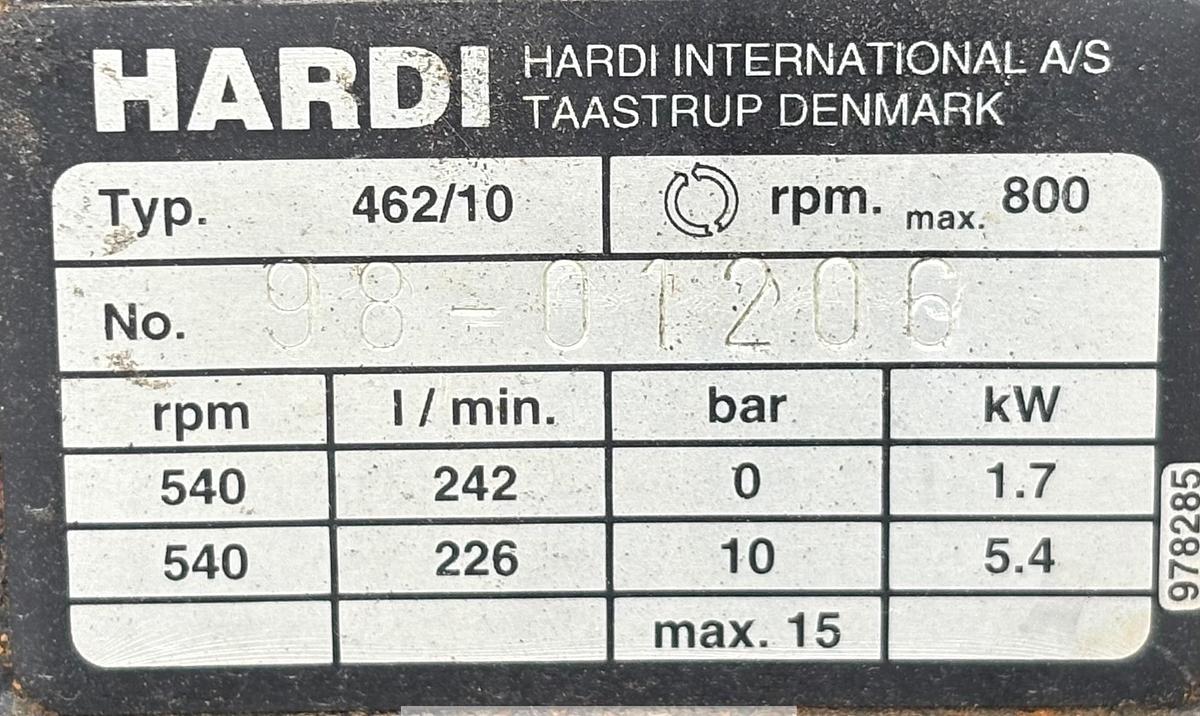 HARDI
HARDI INTERNATIONAL A/S
TAASTRUP DENMARK
Typ. 462/10 rpm. max. 800
No. 98-01206
rpm l / min. bar kW
540 242 0 1.7
540 226 10 5.4
max. 15
978285